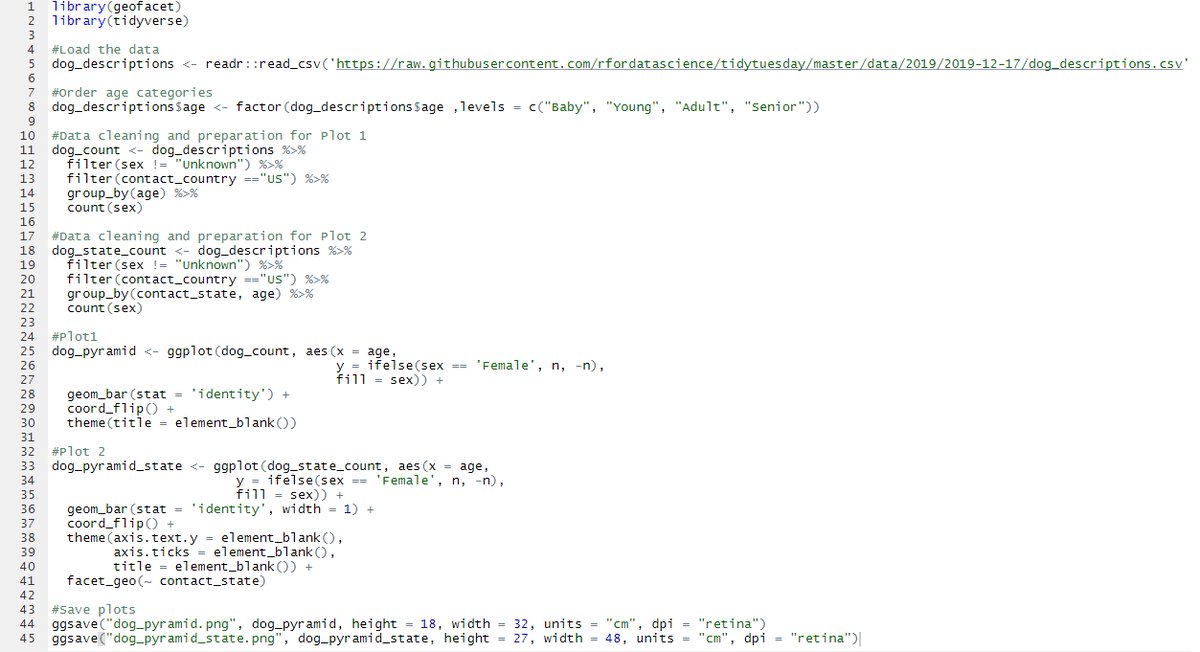 1 library(geofacet)
2 library(tidyverse)
3
4 #Load the data
5 dog_descriptions <- readr::read_csv('https://raw.githubusercontent.com/rfordatascience/tidytuesday/master/data/2019/2019-12-17/dog_descriptions.csv'
6
7 #Order age categories
8 dog_descriptions$age <- factor(dog_descriptions$age ,levels = c("Baby", "Young", "Adult", "Senior"))
9
10 #Data cleaning and preparation for Plot 1
11 dog_count <- dog_descriptions %>%
12   filter(sex != "Unknown") %>%
13   filter(contact_country =="US") %>%
14   group_by(age) %>%
15   count(sex)
16
17 #Data cleaning and preparation for Plot 2
18 dog_state_count <- dog_descriptions %>%
19   filter(sex != "Unknown") %>%
20   filter(contact_country =="US") %>%
21   group_by(contact_state, age) %>%
22   count(sex)
23
24 #Plot1
25 dog_pyramid <- ggplot(dog_count, aes(x = age,
26                                      y = ifelse(sex == 'Female', n, -n),
27                                      fill = sex)) +
28   geom_bar(stat = 'identity') +
29   coord_flip() +
30   theme(title = element_blank())
31
32 #Plot 2
33 dog_pyramid_state <- ggplot(dog_state_count, aes(x = age,
34                         y = ifelse(sex == 'Female', n, -n),
35                         fill = sex)) +
36   geom_bar(stat = 'identity', width = 1) +
37   coord_flip() +
38   theme(axis.text.y = element_blank(),
39         axis.ticks = element_blank(),
40         title = element_blank()) +
41   facet_geo(~ contact_state)
42
43 #Save plots
44 ggsave("dog_pyramid.png", dog_pyramid, height = 18, width = 32, units = "cm", dpi = "retina")
45 ggsave("dog_pyramid_state.png", dog_pyramid_state, height = 27, width = 48, units = "cm", dpi = "retina")